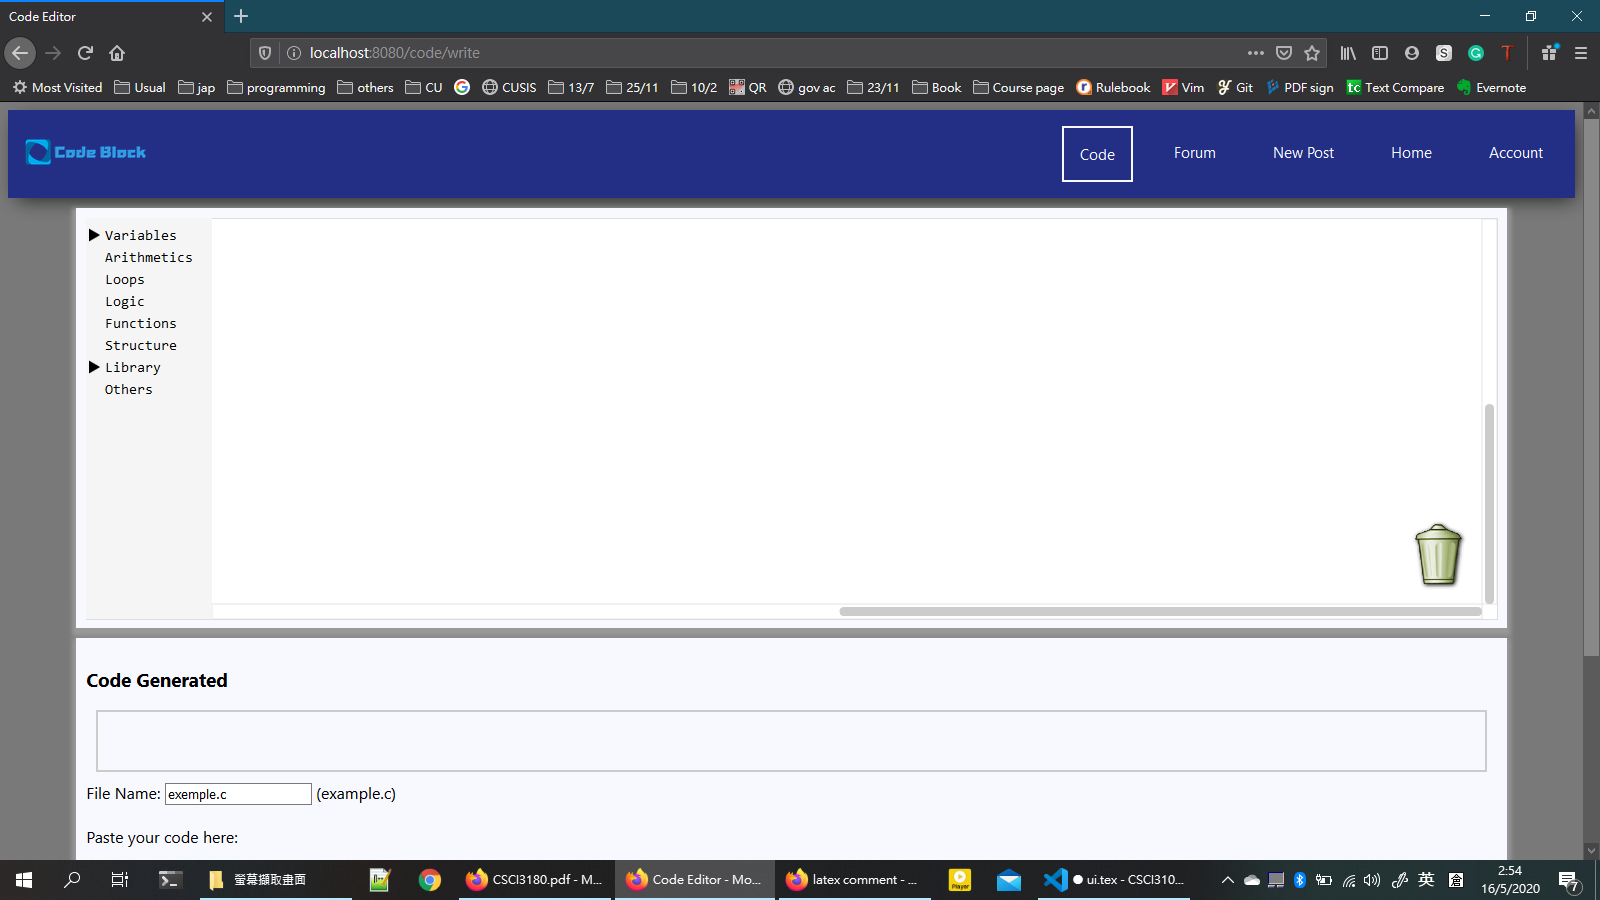 Code Editor
localhost:8080/code/write
Most Visited Usual jap programming others CU CUSIS 13/7 25/11 10/2 QR gov ac 23/11 Book Course page Rulebook Vim Git PDF sign Text Compare Evernote
Code Block
Code Forum New Post Home Account
Variables
Arithmetics
Loops
Logic
Functions
Structure
Library
Others
Code Generated
File Name: exemple.c (example.c)
Paste your code here:
螢幕擷取畫面 CSCI3180.pdf - M... Code Editor - Mo... latex comment - ... Player ui.tex - CSCI310... 英 2:54
16/5/2020 7